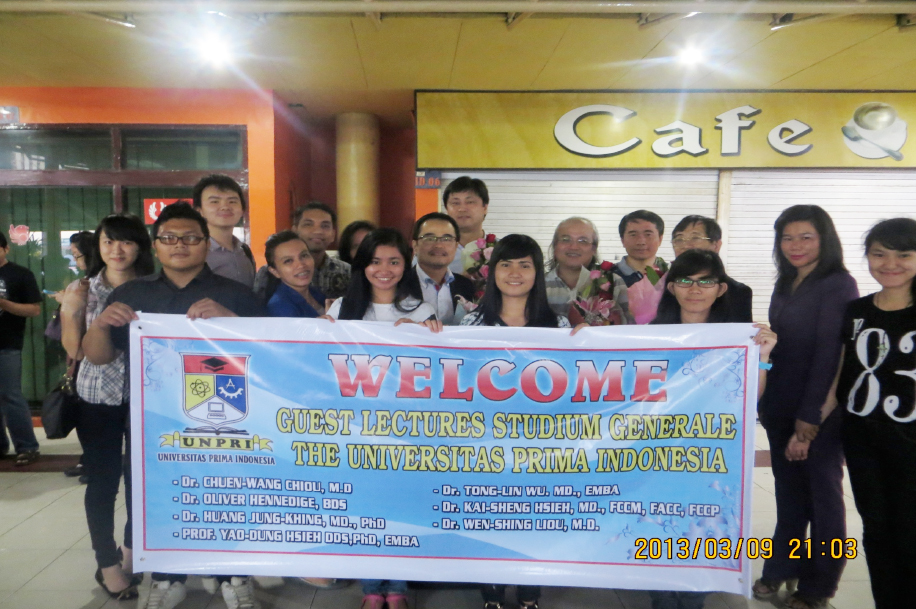 Cafe
WELCOME
GUEST LECTURES STUDIUM GENERALE
THE UNIVERSITAS PRIMA INDONESIA
UNPRI
UNIVERSITAS PRIMA INDONESIA
- Dr. CHUEN-WANG CHIOU, M.D
- Dr. OLIVER HENNEDIGE, BDS
- Dr. HUANG JUNG-KHING, MD., PhD
- PROF. YAO-DUNG HSIEH DDS,PhD, EMBA
- Dr. TONG-LIN WU. MD., EMBA
- Dr. KAI-SHENG HSIEH, MD., FCCM, FACC, FCCP
- Dr. WEN-SHING LIOU, M.D.
83
2013/03/09 21:03